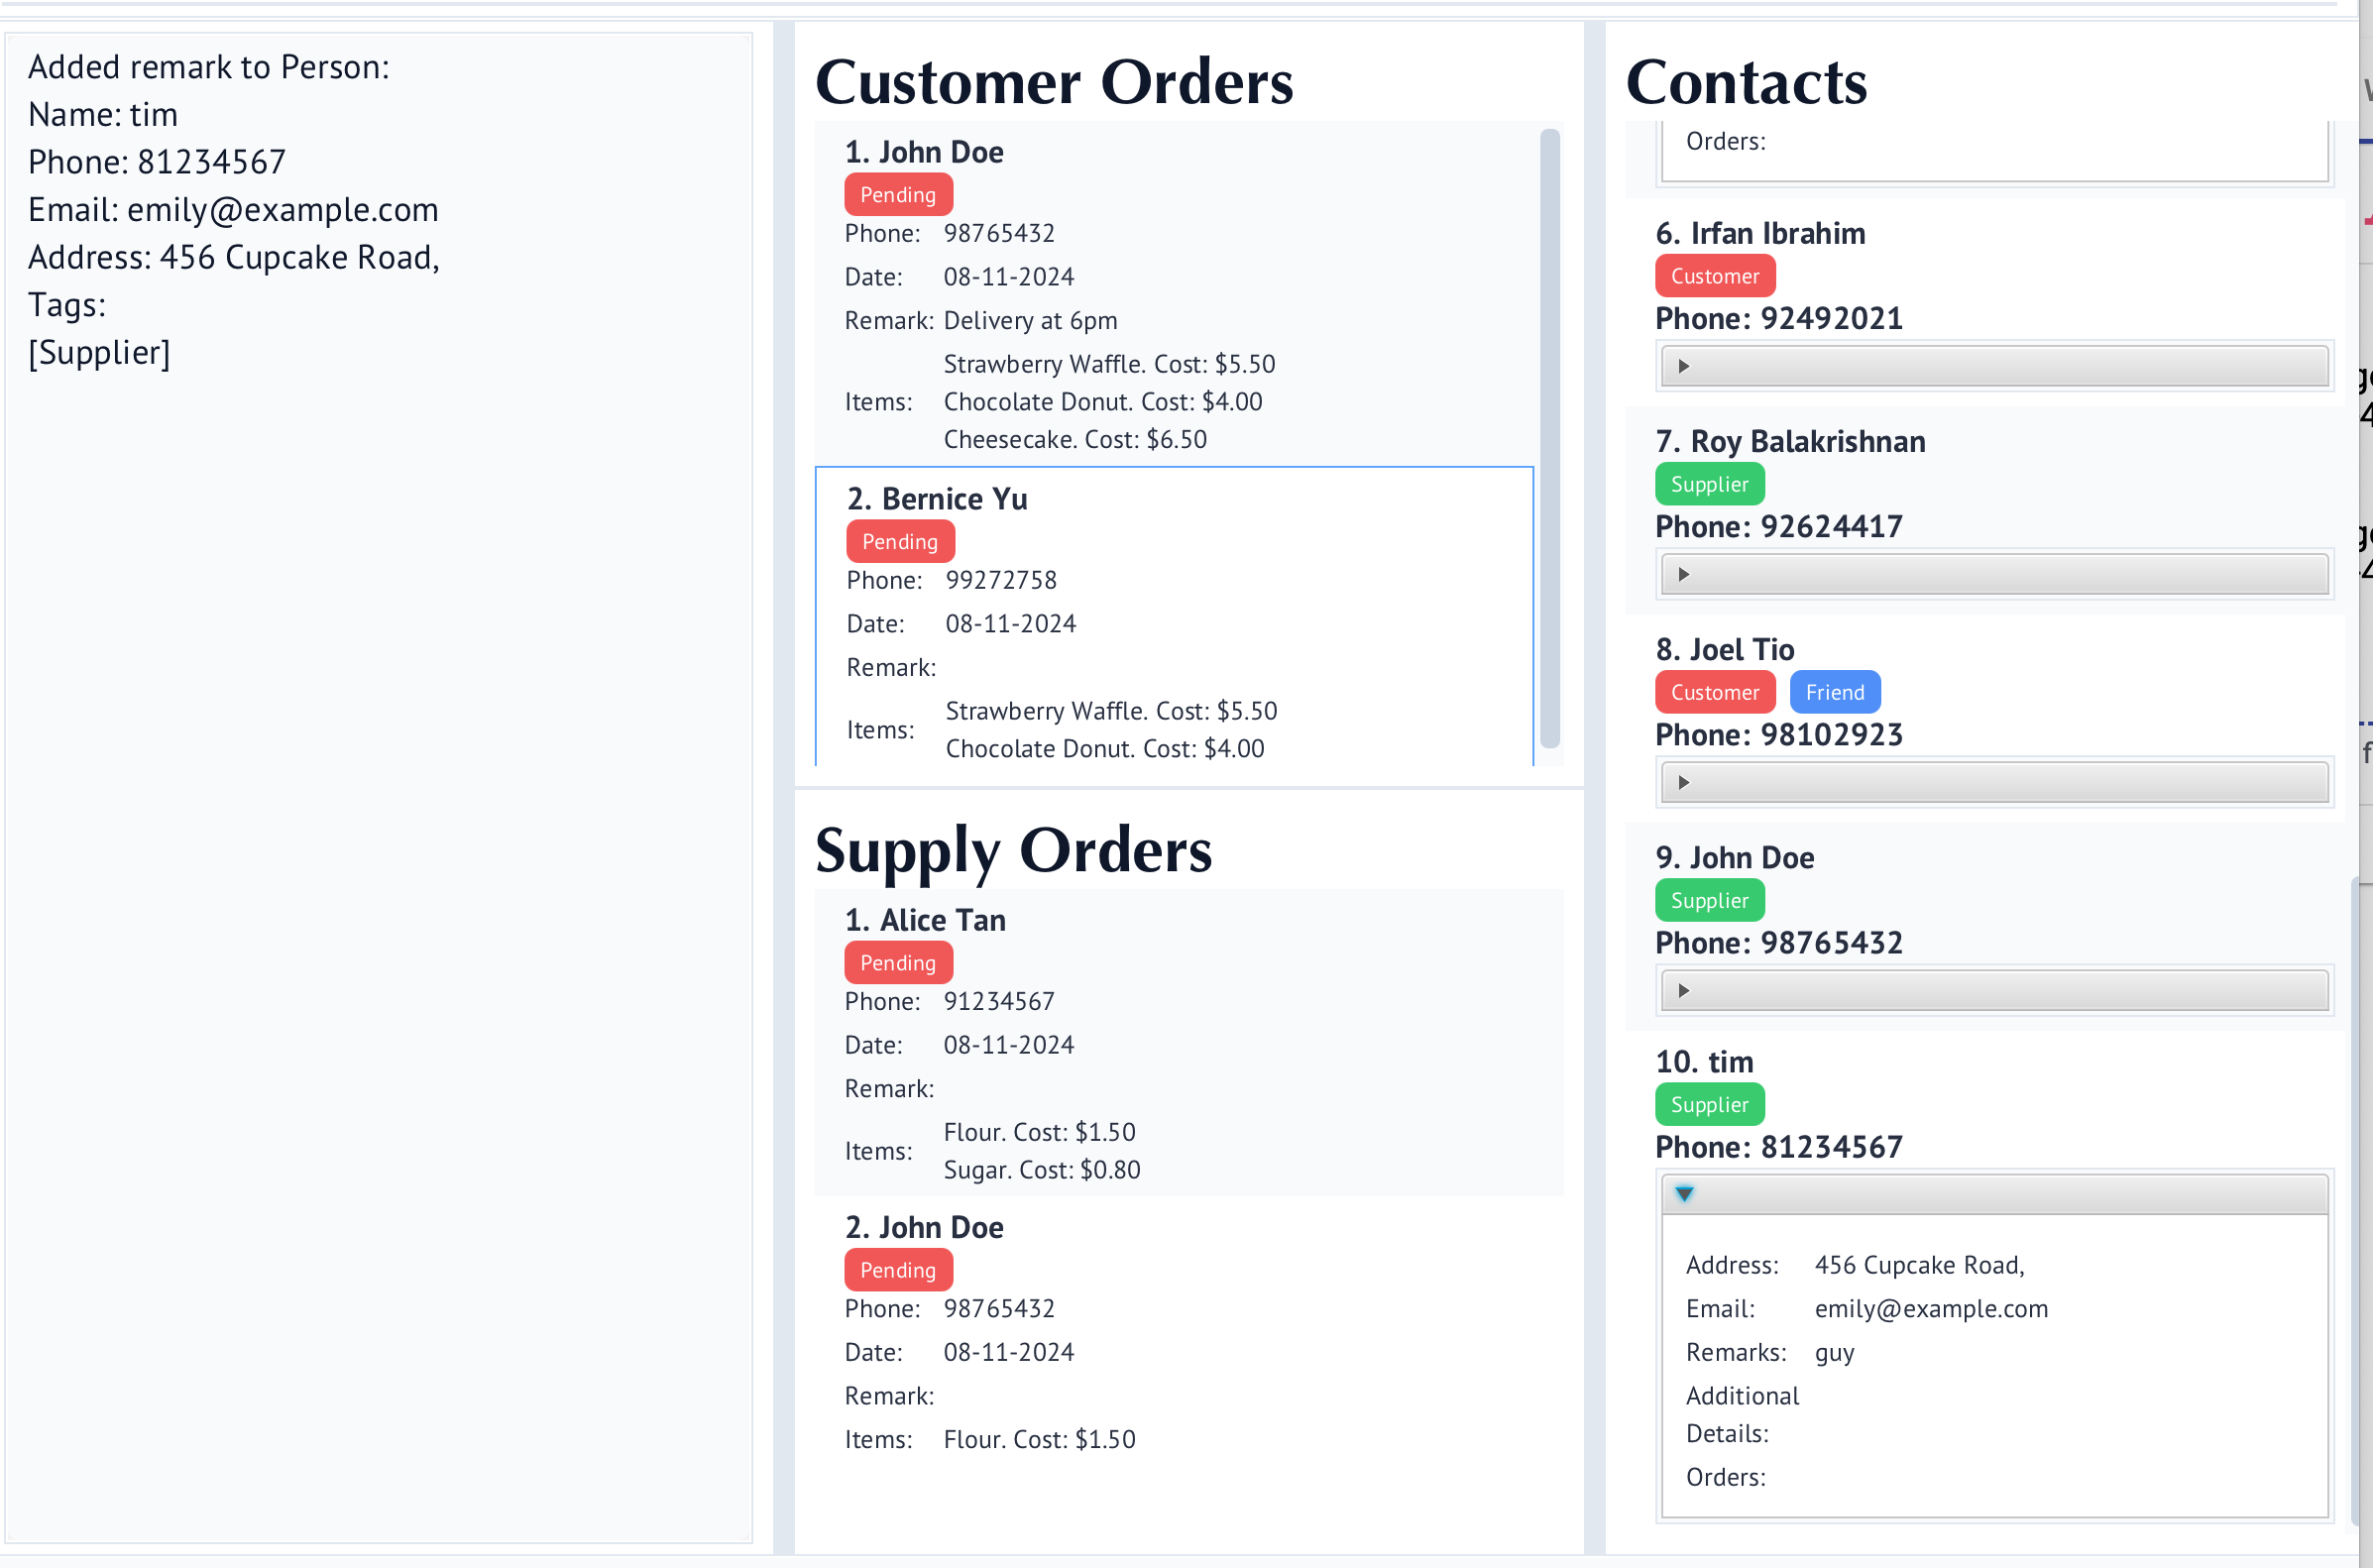 Added remark to Person:
Name: tim
Phone: 81234567
Email: emily@example.com
Address: 456 Cupcake Road,
Tags:
[Supplier]
Customer Orders
1. John Doe
Pending
Phone: 98765432
Date: 08-11-2024
Remark: Delivery at 6pm
Items:
Strawberry Waffle. Cost: $5.50
Chocolate Donut. Cost: $4.00
Cheesecake. Cost: $6.50
2. Bernice Yu
Pending
Phone: 99272758
Date: 08-11-2024
Remark:
Items:
Strawberry Waffle. Cost: $5.50
Chocolate Donut. Cost: $4.00
Supply Orders
1. Alice Tan
Pending
Phone: 91234567
Date: 08-11-2024
Remark:
Items:
Flour. Cost: $1.50
Sugar. Cost: $0.80
2. John Doe
Pending
Phone: 98765432
Date: 08-11-2024
Remark:
Items: Flour. Cost: $1.50
Contacts
Orders:
6. Irfan Ibrahim
Customer
Phone: 92492021
7. Roy Balakrishnan
Supplier
Phone: 92624417
8. Joel Tio
Customer Friend
Phone: 98102923
9. John Doe
Supplier
Phone: 98765432
10. tim
Supplier
Phone: 81234567
Address: 456 Cupcake Road,
Email: emily@example.com
Remarks: guy
Additional
Details:
Orders: